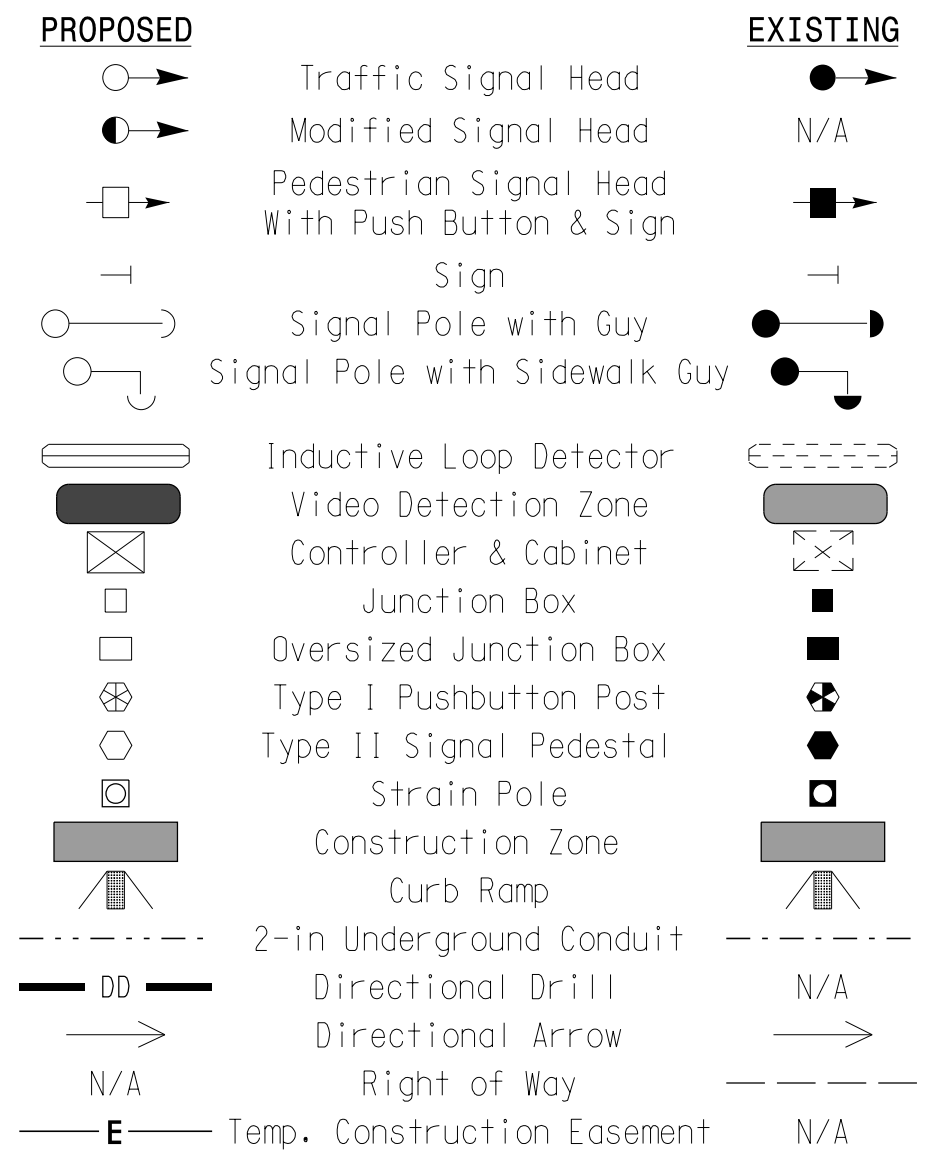 PROPOSED EXISTING
Traffic Signal Head
Modified Signal Head N/A
Pedestrian Signal Head
With Push Button & Sign
Sign
Signal Pole with Guy
Signal Pole with Sidewalk Guy
Inductive Loop Detector
Video Detection Zone
Controller & Cabinet
Junction Box
Oversized Junction Box
Type I Pushbutton Post
Type II Signal Pedestal
Strain Pole
Construction Zone
Curb Ramp
2-in Underground Conduit
DD Directional Drill N/A
Directional Arrow
N/A Right of Way
E Temp. Construction Easement N/A